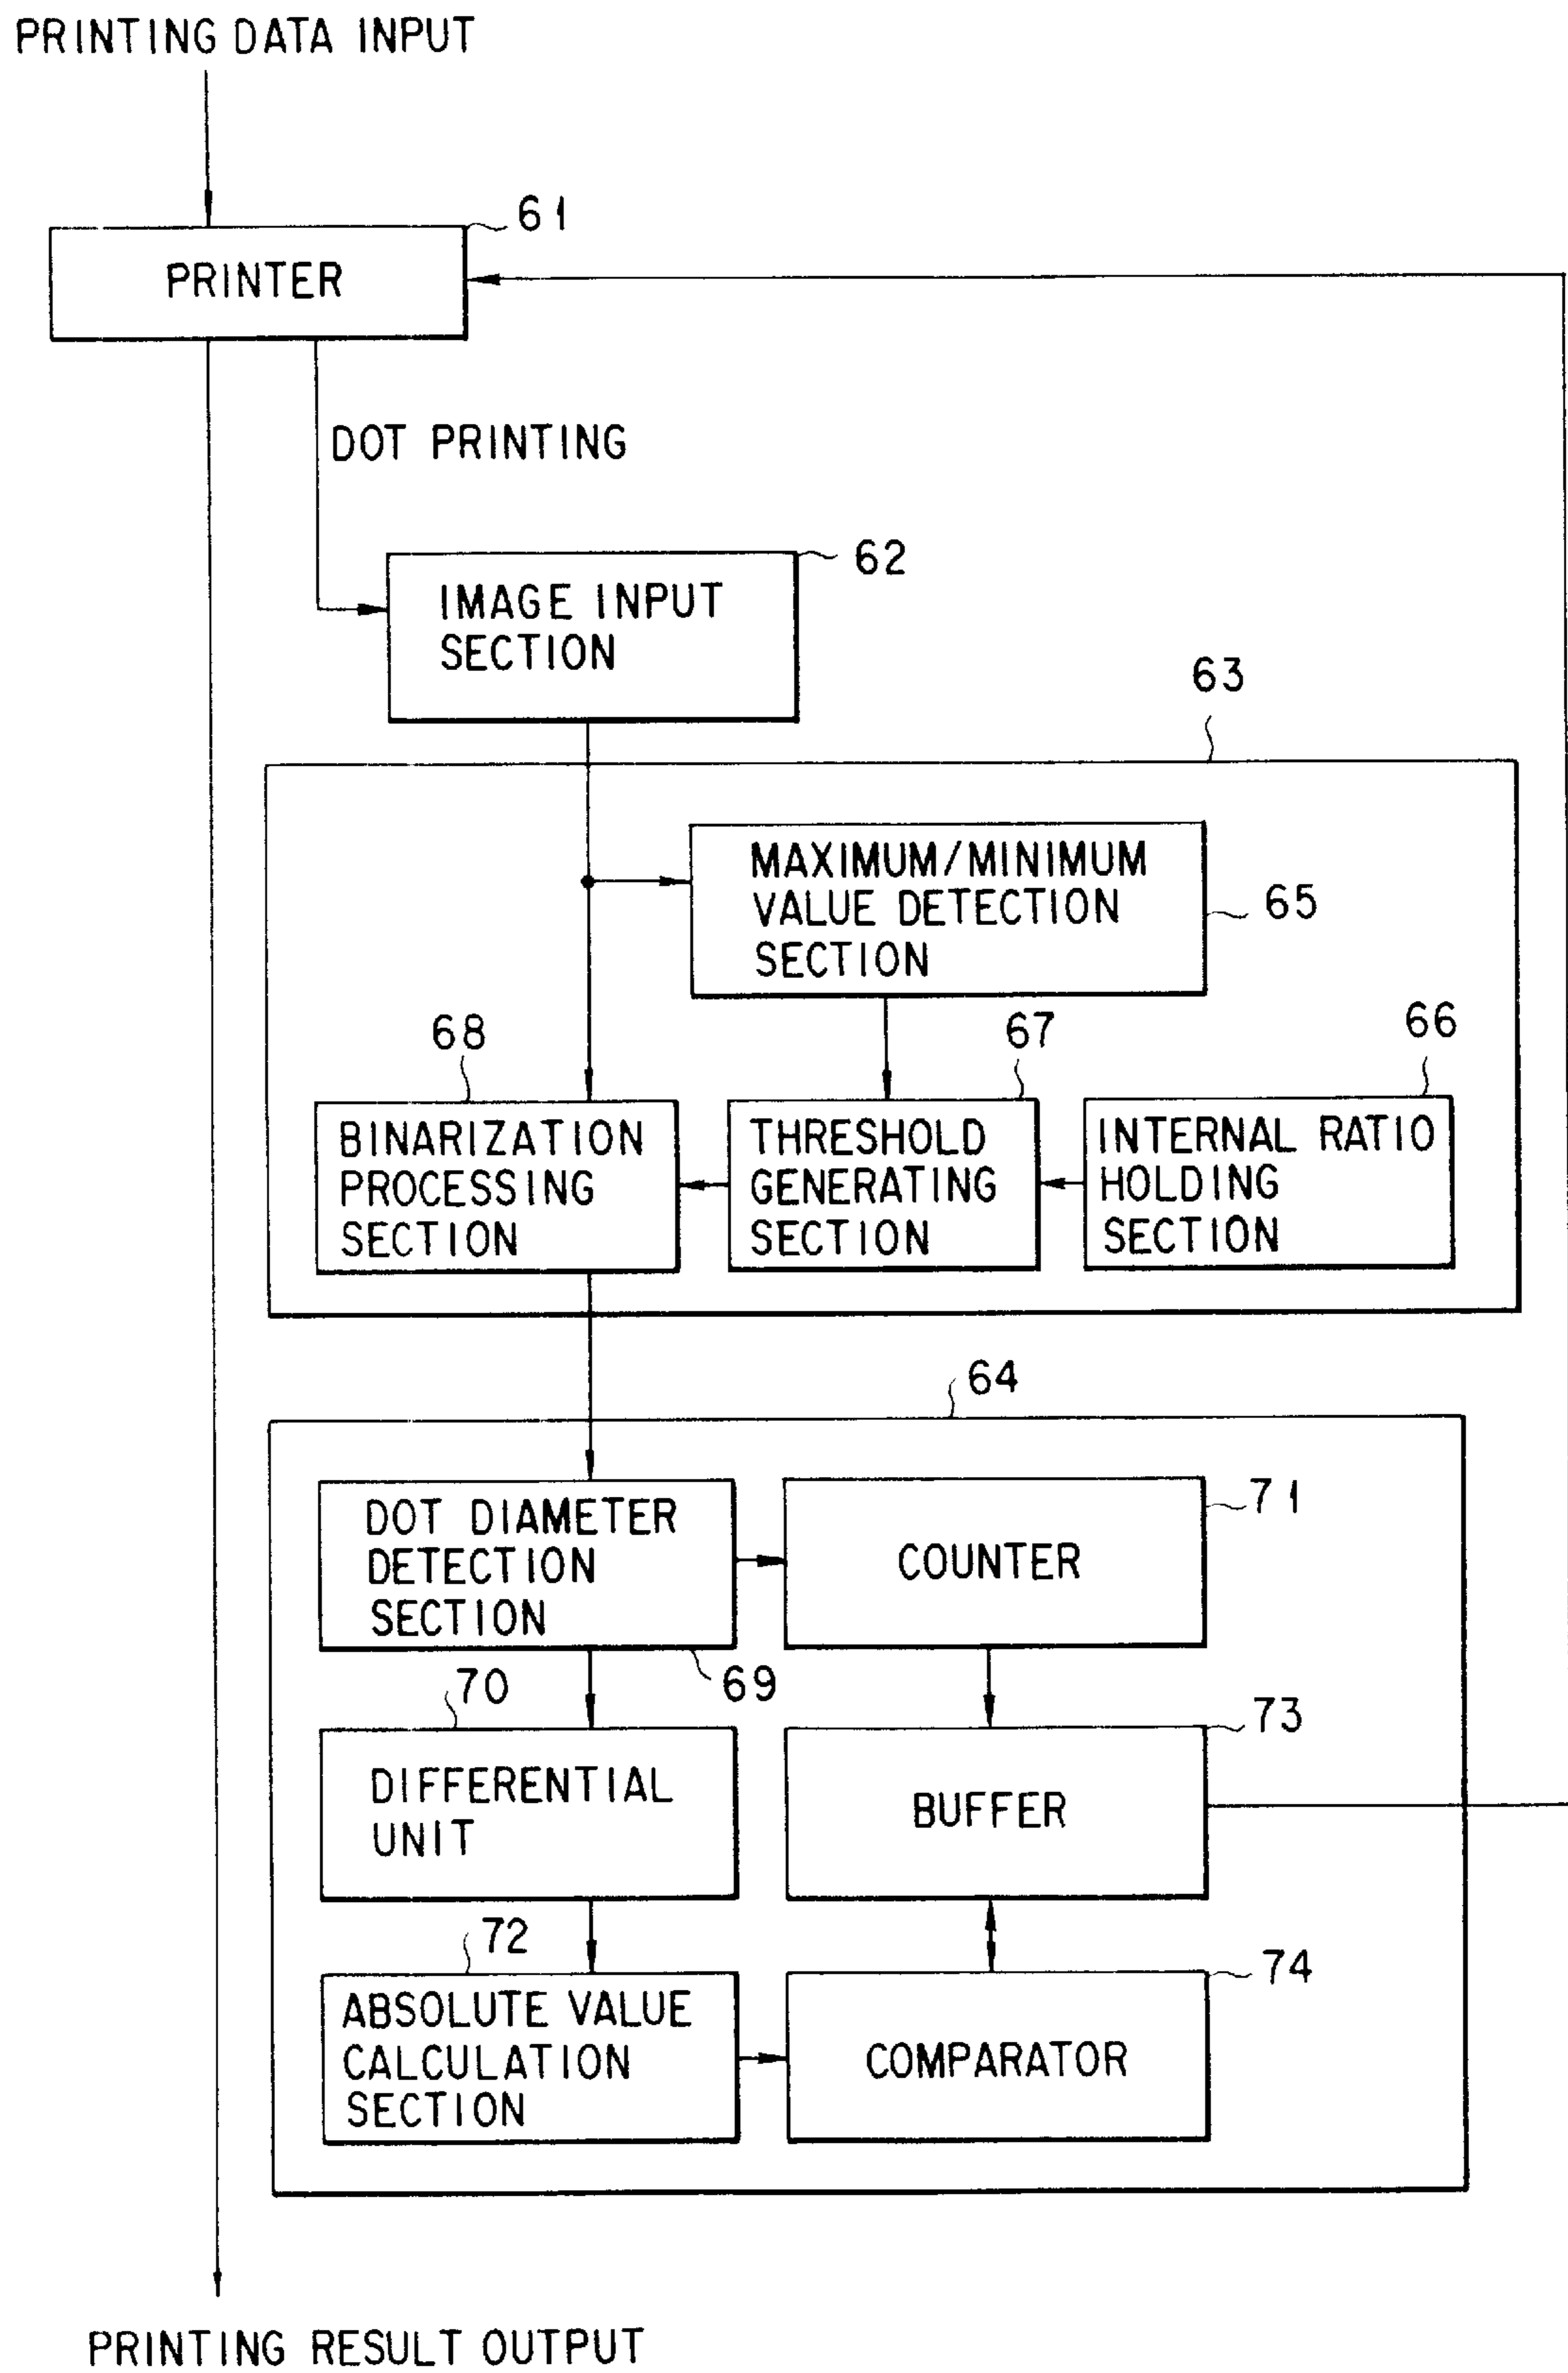 PRINTING DATA INPUT
61
PRINTER
DOT PRINTING
62
IMAGE INPUT
SECTION
63
MAXIMUM/MINIMUM
VALUE DETECTION
SECTION
65
68
67
66
BINARIZATION
PROCESSING
SECTION
THRESHOLD
GENERATING
SECTION
INTERNAL RATIO
HOLDING
SECTION
64
DOT DIAMETER
DETECTION
SECTION
69
COUNTER
71
70
DIFFERENTIAL
UNIT
73
BUFFER
72
ABSOLUTE VALUE
CALCULATION
SECTION
74
COMPARATOR
PRINTING RESULT OUTPUT